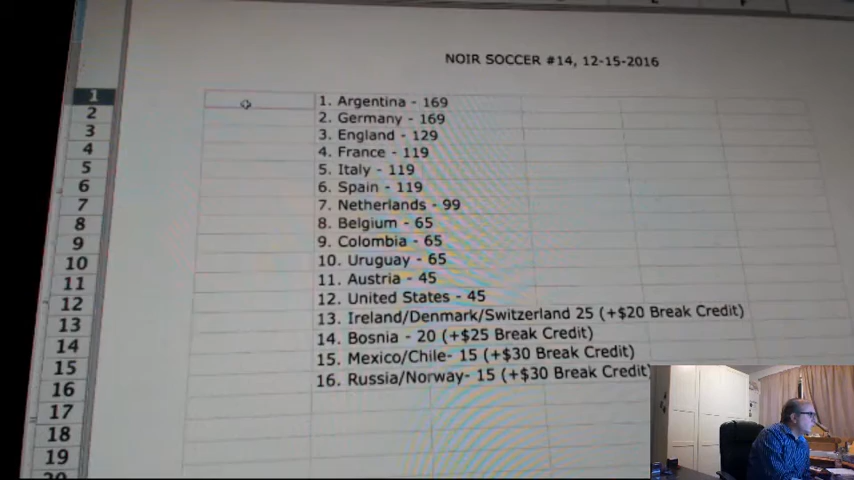 NOIR SOCCER #14, 12-15-2016
1 1. Argentina - 169
2 2. Germany - 169
3 3. England - 129
4 4. France - 119
5 5. Italy - 119
6 6. Spain - 119
7 7. Netherlands - 99
8 8. Belgium - 65
9 9. Colombia - 65
10 10. Uruguay - 65
11 11. Austria - 45
12 12. United States - 45
13 13. Ireland/Denmark/Switzerland 25 (+$20 Break Credit)
14 14. Bosnia - 20 (+$25 Break Credit)
15 15. Mexico/Chile- 15 (+$30 Break Credit)
16 16. Russia/Norway- 15 (+$30 Break Credit)
17
18
19
20